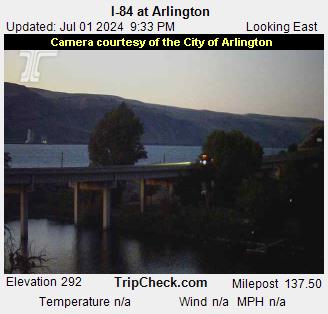 I-84 at Arlington
Updated: Jul 01 2024 9:33 PM Looking East
Camera courtesy of the City of Arlington
Elevation 292 TripCheck.com Milepost 137.50
Temperature n/a Wind n/a MPH n/a